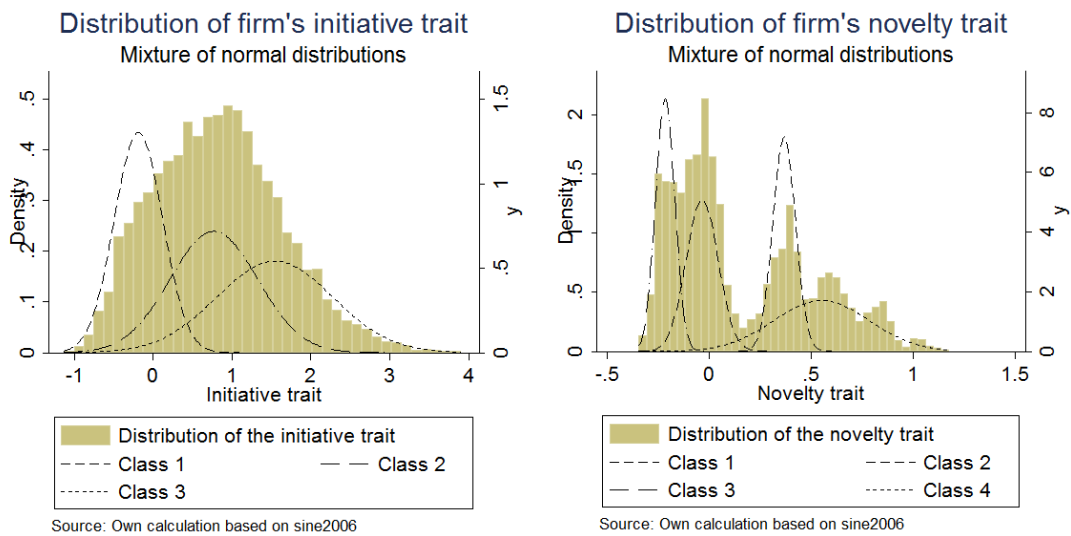 Distribution of firm's initiative trait
Mixture of normal distributions
Density
.5
.4
.3
.2
.1
0
y
1.5
1
.5
0
-1 0 1 2 3 4
Initiative trait
Distribution of the initiative trait
Class 1 Class 2
Class 3
Source: Own calculation based on sine2006
Distribution of firm's novelty trait
Mixture of normal distributions
Density
2
1.5
1
.5
0
y
8
6
4
2
0
-.5 0 .5 1 1.5
Novelty trait
Distribution of the novelty trait
Class 1 Class 2
Class 3 Class 4
Source: Own calculation based on sine2006